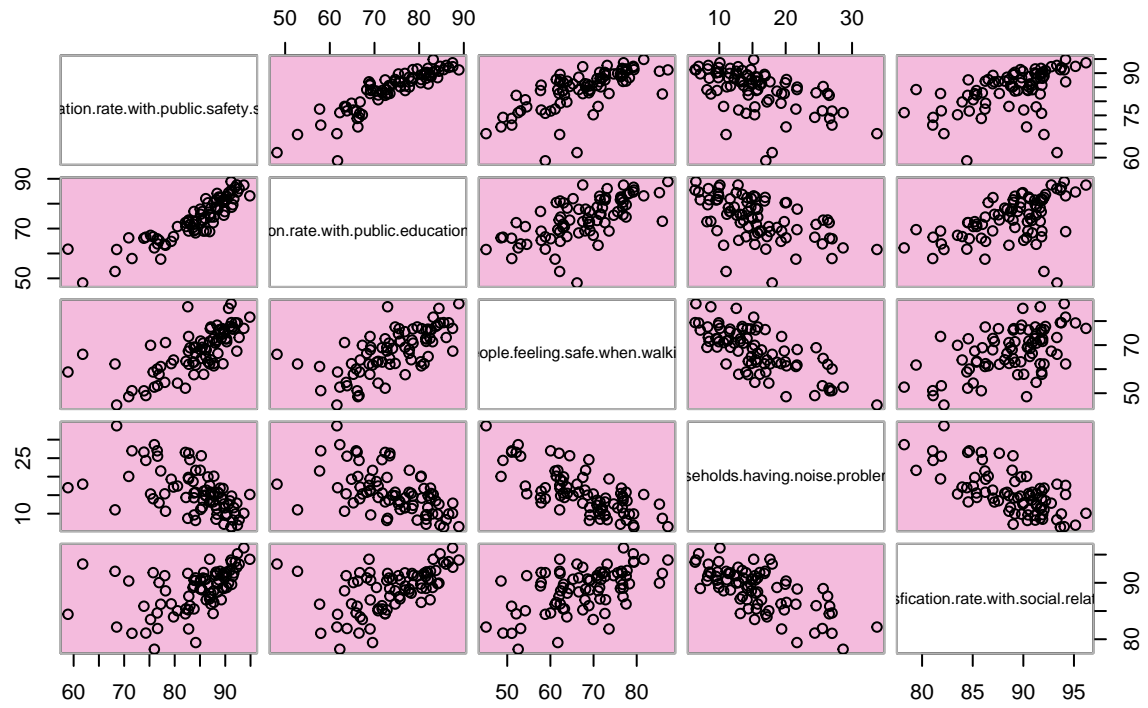 50 60 70 80 90
10 20 30
ation.rate.with.public.safety.s
60 75 90
50 70 90
on.rate.with.public.education
ople.feeling.safe.when.walki
50 70
10 25
seholds.having.noise.problem
sfication.rate.with.social.relat
80 90
60 70 80 90
50 60 70 80
80 85 90 95